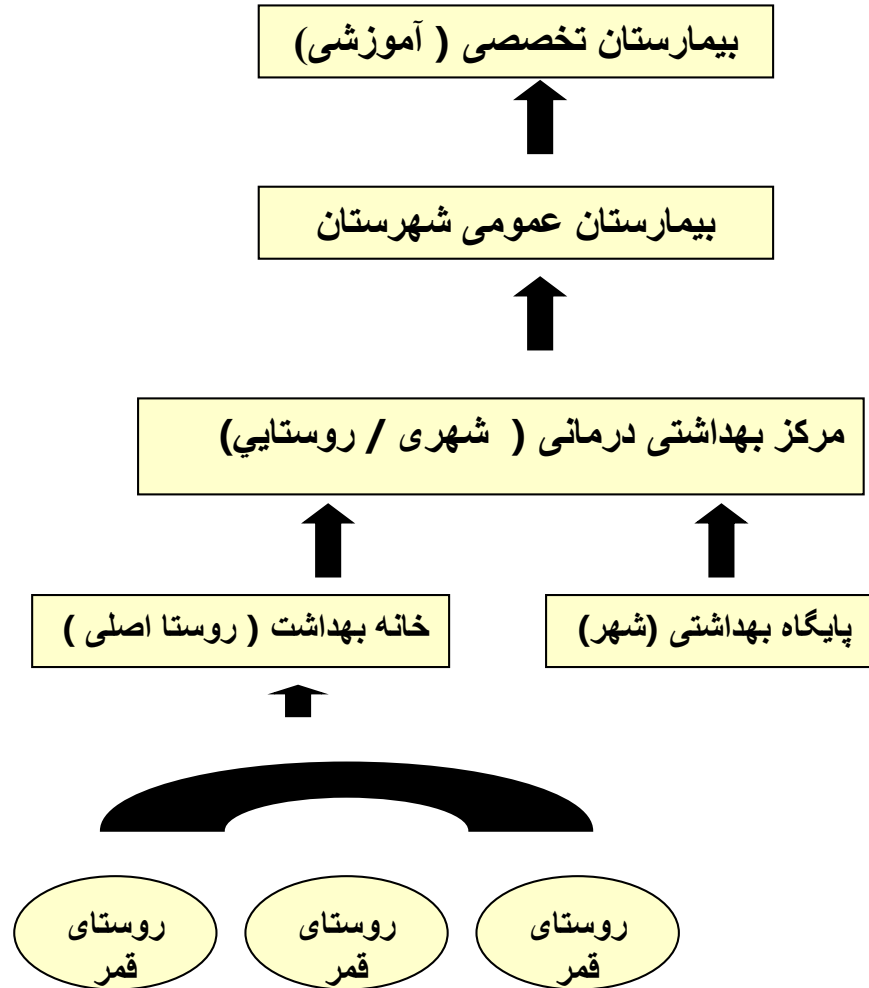 بیمارستان تخصصی ( آموزشی)
بیمارستان عمومی شهرستان
مرکز بهداشتی درمانی ( شهری / روستايي)
پایگاه بهداشتی (شهر)
خانه بهداشت ( روستا اصلی )
روستای
قمر
روستای
قمر
روستای
قمر